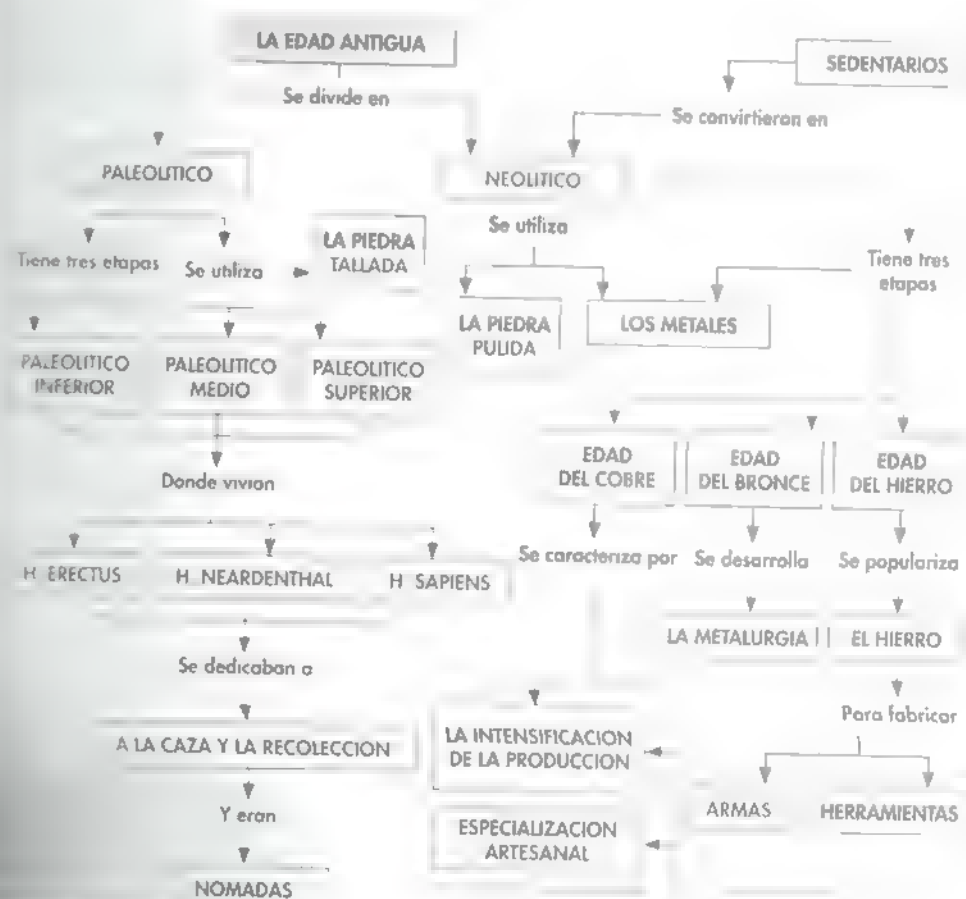 LA EDAD ANTIGUA
Se divide en
SEDENTARIOS
Se convirtieron en
PALEOLITICO
NEOLITICO
Tiene tres etapas
Se utiliza
LA PIEDRA
TALLADA
Se utiliza
Tiene tres
etapas
LA PIEDRA
PULIDA
LOS METALES
PALEOLITICO
INFERIOR
PALEOLITICO
MEDIO
PALEOLITICO
SUPERIOR
Donde vivian
EDAD
DEL COBRE
EDAD
DEL BRONCE
EDAD
DEL HIERRO
Se caracteriza por
Se desarrolla
Se populariza
H ERECTUS
H NEARDENTHAL
H SAPIENS
LA METALURGIA
EL HIERRO
Se dedicaban a
Para fabricar
A LA CAZA Y LA RECOLECCION
LA INTENSIFICACION
DE LA PRODUCCION
ARMAS
HERRAMIENTAS
Y eran
ESPECIALIZACION
ARTESANAL
NOMADAS